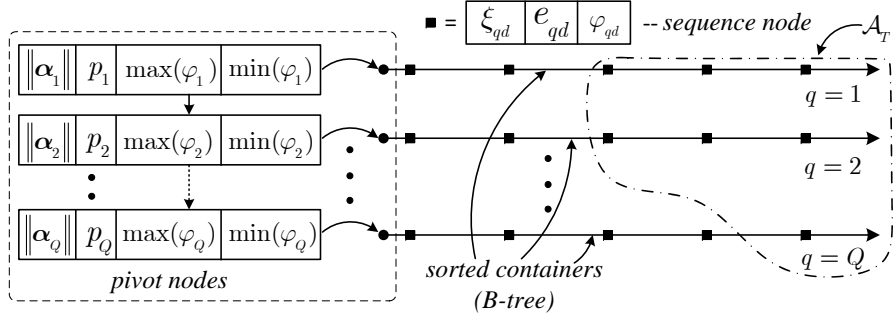 ■ = ξ_qd e_qd φ_qd -- sequence node
𝒜_T
‖α_1‖ p_1 max(φ_1) min(φ_1)
q = 1
‖α_2‖ p_2 max(φ_2) min(φ_2)
q = 2
‖α_Q‖ p_Q max(φ_Q) min(φ_Q)
q = Q
pivot nodes
sorted containers
(B-tree)